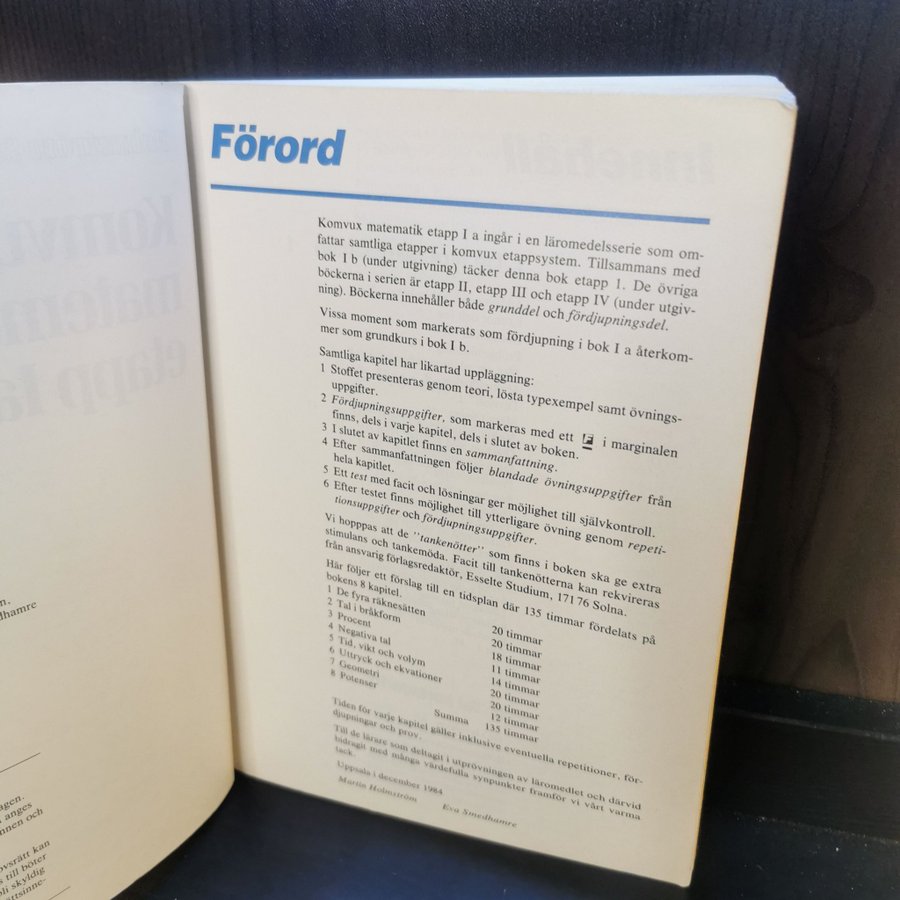 Förord
Komvux matematik etapp I a ingår i en läromedelsserie som om-
fattar samtliga etapper i komvux etappsystem. Tillsammans med
bok I b (under utgivning) täcker denna bok etapp 1. De övriga
böckerna i serien är etapp II, etapp III och etapp IV (under utgiv-
ning). Böckerna innehåller både grunddel och fördjupningsdel.
Vissa moment som markerats som fördjupning i bok I a återkom-
mer som grundkurs i bok I b.
Samtliga kapitel har likartad uppläggning:
1 Stoffet presenteras genom teori, lösta typexempel samt övnings-
uppgifter.
2 Fördjupningsuppgifter, som markeras med ett F i marginalen
finns, dels i varje kapitel, dels i slutet av boken.
3 I slutet av kapitlet finns en sammanfattning.
4 Efter sammanfattningen följer blandade övningsuppgifter från
hela kapitlet.
5 Ett test med facit och lösningar ger möjlighet till självkontroll.
6 Efter testet finns möjlighet till ytterligare övning genom repeti-
tionsuppgifter och fördjupningsuppgifter.
Vi hopppas att de "tankenötter" som finns i boken ska ge extra
stimulans och tankemöda. Facit till tankenötterna kan rekvireras
från ansvarig förlagsredaktör, Esselte Studium, 171 76 Solna.
Här följer ett förslag till en tidsplan där 135 timmar fördelats på
bokens 8 kapitel.
1 De fyra räknesätten 20 timmar
2 Tal i bråkform 20 timmar
3 Procent 18 timmar
4 Negativa tal 11 timmar
5 Tid, vikt och volym 14 timmar
6 Uttryck och ekvationer 20 timmar
7 Geometri 20 timmar
8 Potenser 12 timmar
Summa 135 timmar
Tiden för varje kapitel gäller inklusive eventuella repetitioner, för-
djupningar och prov.
Till de lärare som deltagit i utprövningen av läromedlet och därvid
bidragit med många värdefulla synpunkter framför vi vårt varma
tack.
Uppsala i december 1984
Martin Holmström Eva Smedhamre